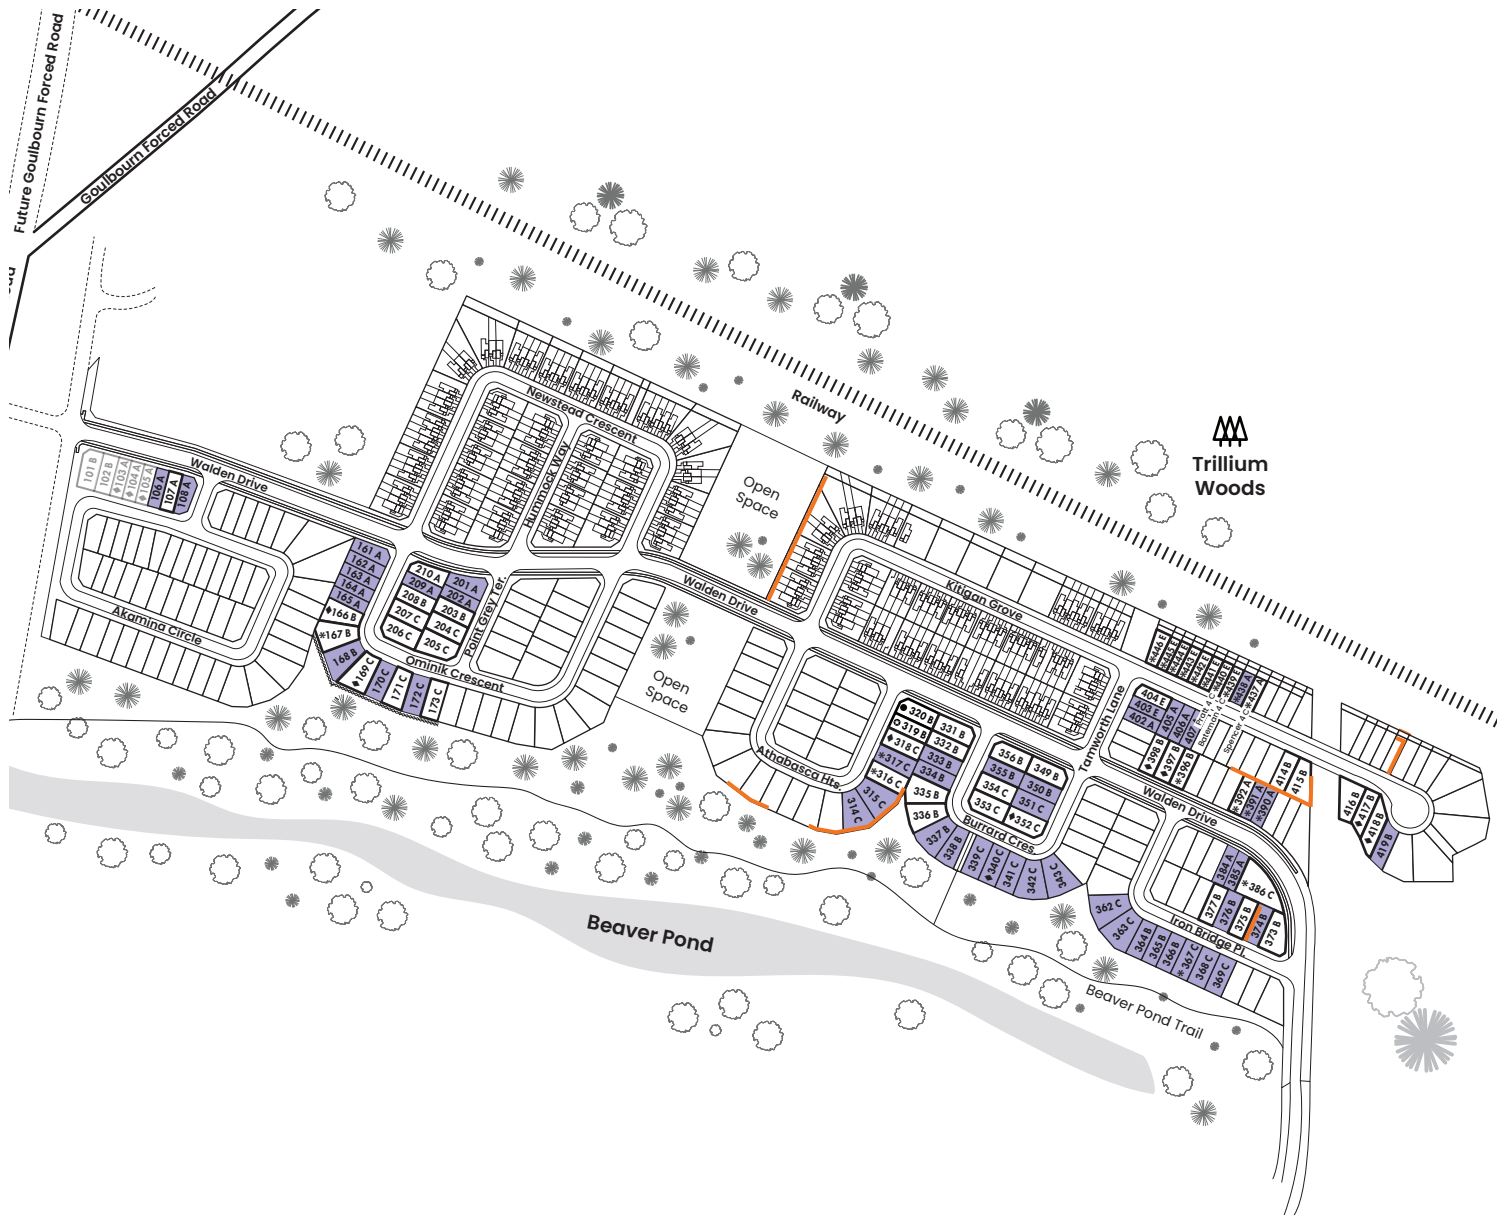 Future Goulbourn Forced Road
Goulbourn Forced Road
Railway
Trillium
Woods
Newstead Crescent
Hummock Way
Open
Space
Walden Drive
101 B
102 B
♦103 A
♦104 A
♦105 A
106 A
107 A
108 A
Akamina Circle
161 A
162 A
163 A
164 A
165 A
♦166 B
*167 B
168 B
♦169 C
170 C
171 C
172 C
173 C
210 A
209 A
208 B
207 C
206 C
201 A
202 A
203 B
204 C
205 C
Point Grey Ter.
Ominik Crescent
Walden Drive
Open
Space
Kitigan Grove
Tamworth Lane
Athabasca Hts.
314 C
315 C
*316 C
*317 C
♦318 C
319 B
320 B
331 B
332 B
333 B
334 B
335 B
336 B
337 B
338 B
339 C
♦340 C
341 C
342 C
343 C
356 B
355 B
354 C
353 C
349 B
350 B
351 C
♦352 C
Burrard Cres.
404 E
403 E
402 A
405 A
406 A
♦398 B
♦397 B
*396 B
*446 E
*438 A
*437 A
Walden Drive
*392 A
*391 A
*390 A
414 B
415 B
416 B
♦417 B
♦418 B
419 B
384 A
385 A
*386 C
377 B
376 B
375 B
374 B
373 B
Iron Bridge Pl.
362 C
363 C
364 B
365 B
366 B
*367 C
368 C
369 C
Beaver Pond
Beaver Pond Trail